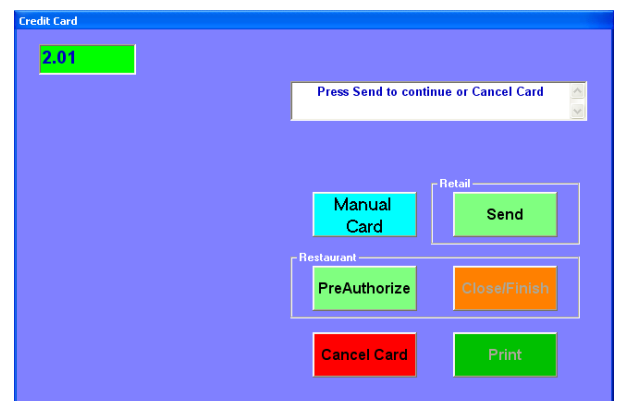 Credit Card
2.01
Press Send to continue or Cancel Card
Retail
Manual
Card
Send
Restaurant
PreAuthorize
Close/Finish
Cancel Card
Print